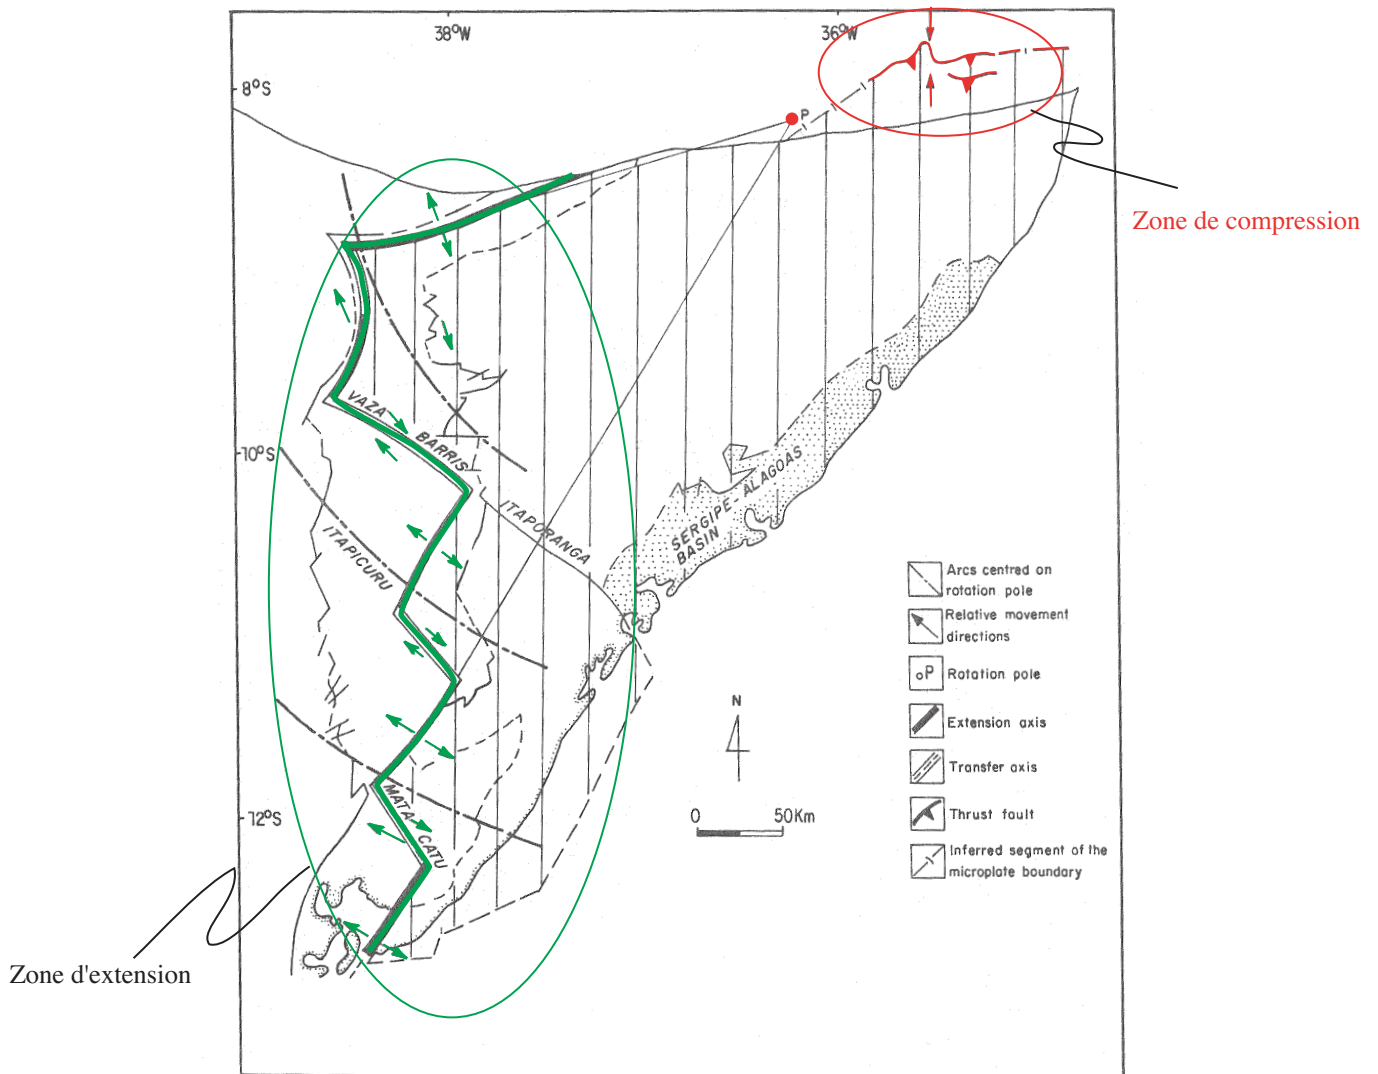 38°W
36°W
8°S
P
Zone de compression
VAZA
BARRIS
10°S
ITAPORANGA
ITAPICURU
SERGIPE - ALAGOAS
BASIN
Arcs centred on
rotation pole
Relative movement
directions
oP
Rotation pole
N
Extension axis
Transfer axis
MATA
CATU
12°S
0
50Km
Thrust fault
Inferred segment of the
microplate boundary
Zone d'extension